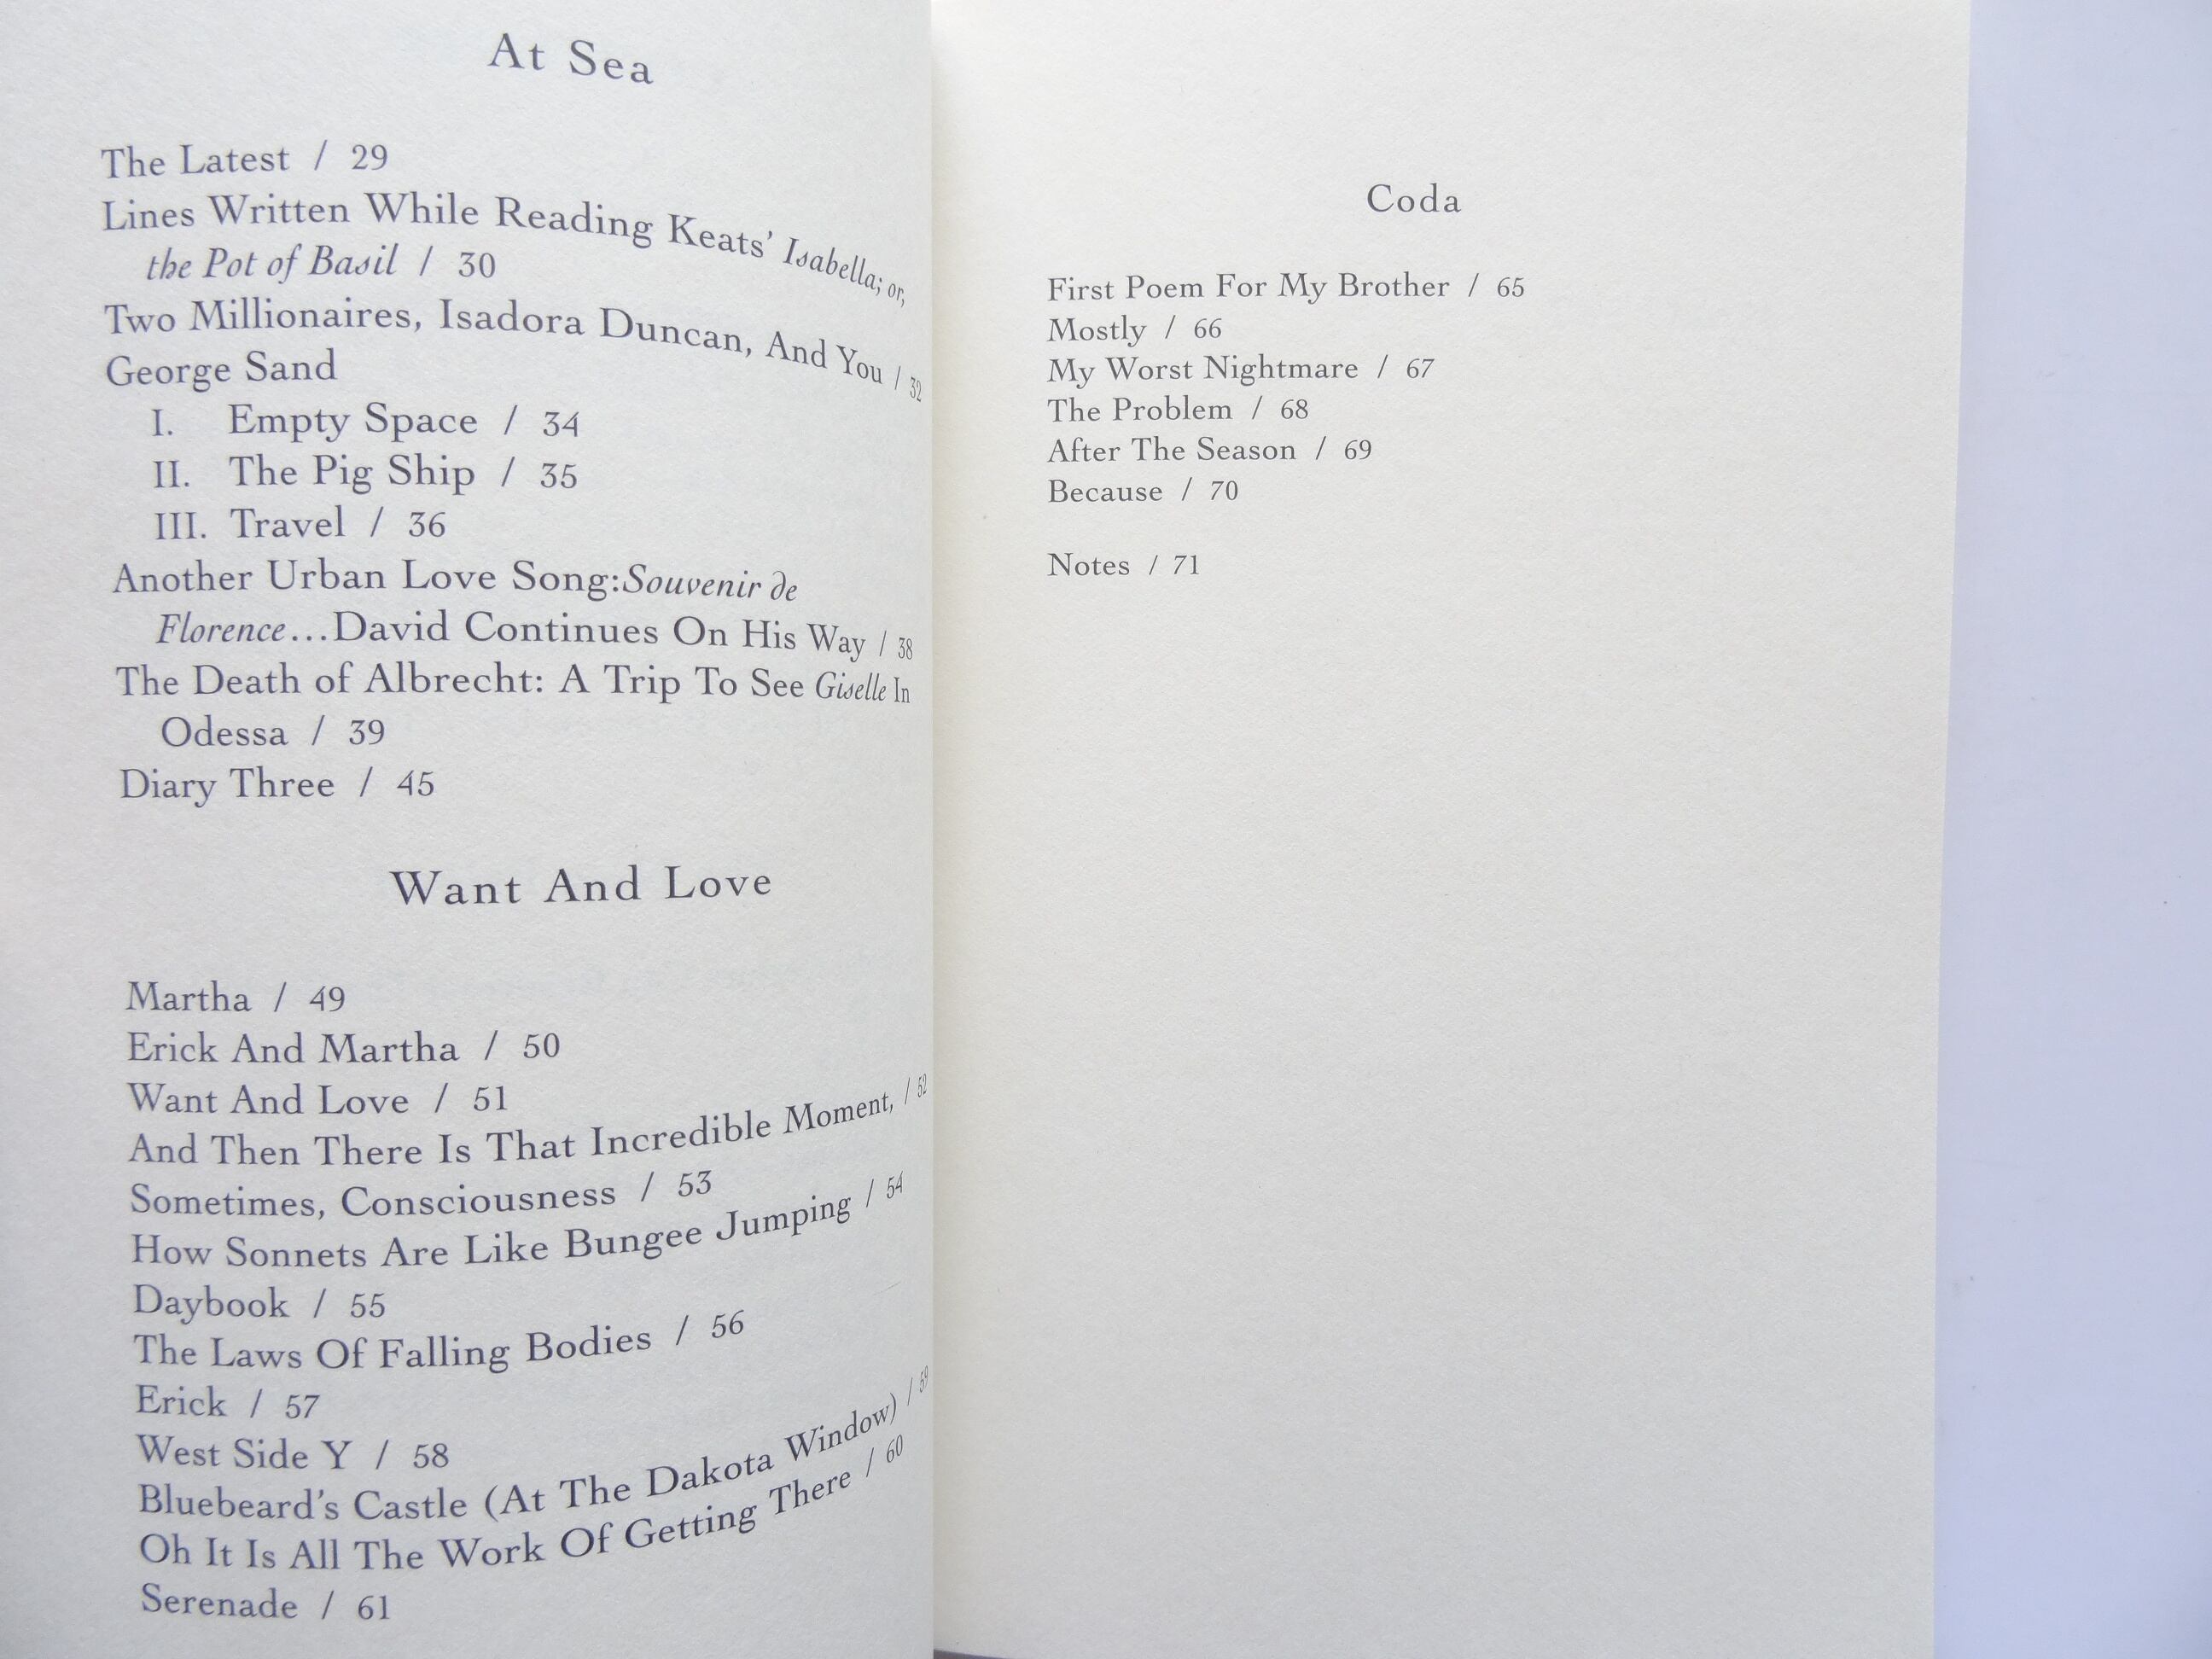 At Sea
The Latest / 29
Lines Written While Reading Keats’ Isabella; or,
the Pot of Basil / 30
Two Millionaires, Isadora Duncan, And You / 32
George Sand
I. Empty Space / 34
II. The Pig Ship / 35
III. Travel / 36
Another Urban Love Song:Souvenir de
Florence…David Continues On His Way / 38
The Death of Albrecht: A Trip To See Giselle In
Odessa / 39
Diary Three / 45
Want And Love
Martha / 49
Erick And Martha / 50
Want And Love / 51
And Then There Is That Incredible Moment, / 52
Sometimes, Consciousness / 53
How Sonnets Are Like Bungee Jumping / 54
Daybook / 55
The Laws Of Falling Bodies / 56
Erick / 57
West Side Y / 58
Bluebeard’s Castle (At The Dakota Window) / 59
Oh It Is All The Work Of Getting There / 60
Serenade / 61
Coda
First Poem For My Brother / 65
Mostly / 66
My Worst Nightmare / 67
The Problem / 68
After The Season / 69
Because / 70
Notes / 71